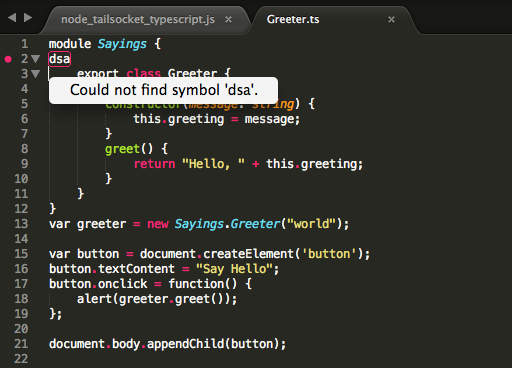 node_tailsocket_typescript.js × Greeter.ts ×
1 module Sayings {
2 dsa
3 export class Greeter {
Could not find symbol 'dsa'.
5 constructor(message: string) {
6 this.greeting = message;
7 }
8 greet() {
9 return "Hello, " + this.greeting;
10 }
11 }
12 }
13 var greeter = new Sayings.Greeter("world");
14
15 var button = document.createElement('button');
16 button.textContent = "Say Hello";
17 button.onclick = function() {
18 alert(greeter.greet());
19 };
20
21 document.body.appendChild(button);
22